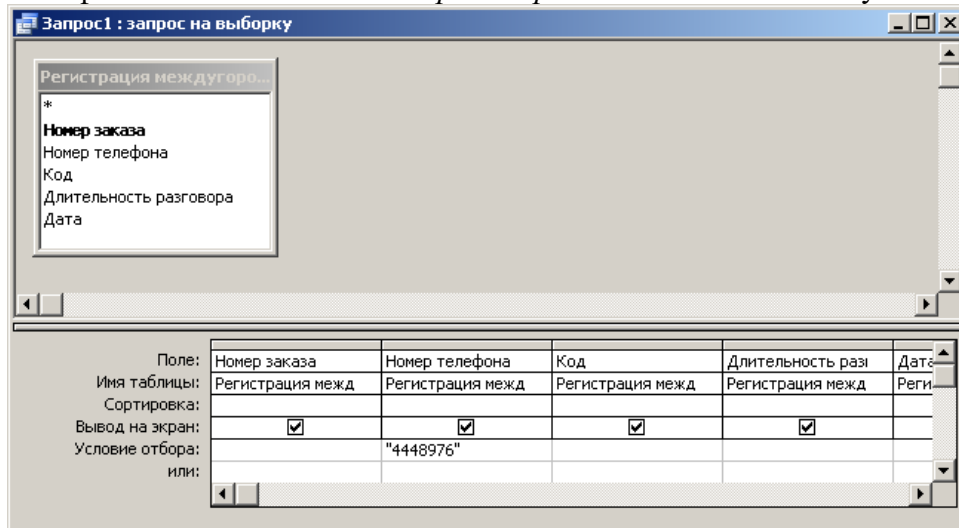 Запрос1 : запрос на выборку
Регистрация междугоро...
*
Номер заказа
Номер телефона
Код
Длительность разговора
Дата
Поле: Номер заказа Номер телефона Код Длительность разг Дата
Имя таблицы: Регистрация межд Регистрация межд Регистрация межд Регистрация межд Реги
Сортировка:
Вывод на экран:
Условие отбора: "4448976"
или: